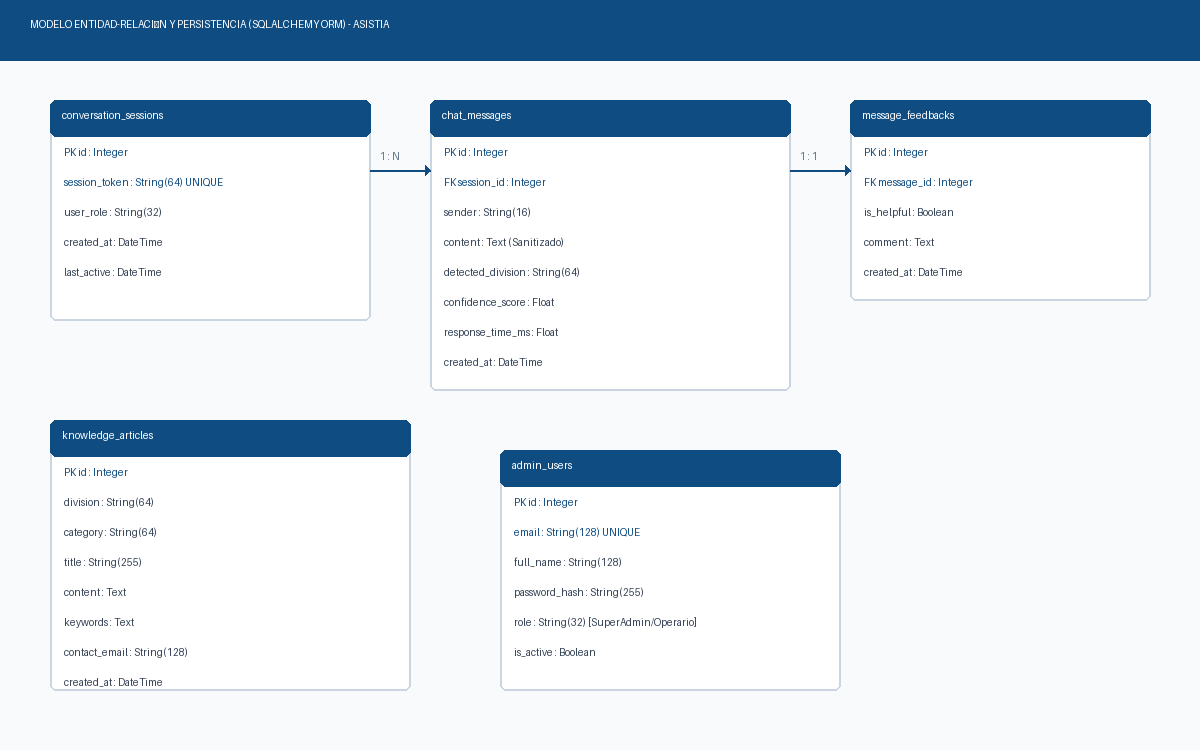 MODELO ENTIDAD-RELACI▯N Y PERSISTENCIA (SQLALCHEMY ORM) - ASISTIA
conversation_sessions
PK id : Integer
session_token : String(64) UNIQUE
user_role : String(32)
created_at : DateTime
last_active : DateTime
1 : N
chat_messages
PK id : Integer
FK session_id : Integer
sender : String(16)
content : Text (Sanitizado)
detected_division : String(64)
confidence_score : Float
response_time_ms : Float
created_at : DateTime
1 : 1
message_feedbacks
PK id : Integer
FK message_id : Integer
is_helpful : Boolean
comment : Text
created_at : DateTime
knowledge_articles
PK id : Integer
division : String(64)
category : String(64)
title : String(255)
content : Text
keywords : Text
contact_email : String(128)
created_at : DateTime
admin_users
PK id : Integer
email : String(128) UNIQUE
full_name : String(128)
password_hash : String(255)
role : String(32) [SuperAdmin/Operario]
is_active : Boolean